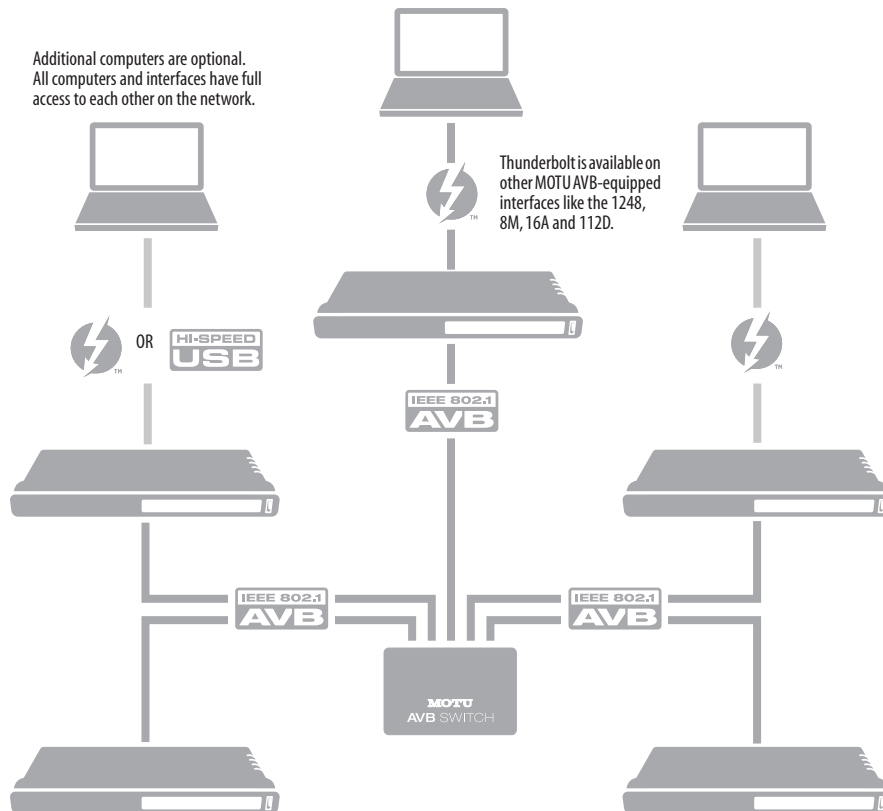 Additional computers are optional.
All computers and interfaces have full
access to each other on the network.
Thunderbolt is available on
other MOTU AVB-equipped
interfaces like the 1248,
8M, 16A and 112D.
TM
TM
OR
HI-SPEED
USB
TM
IEEE 802.1
AVB
IEEE 802.1
AVB
IEEE 802.1
AVB
MOTU
AVB SWITCH